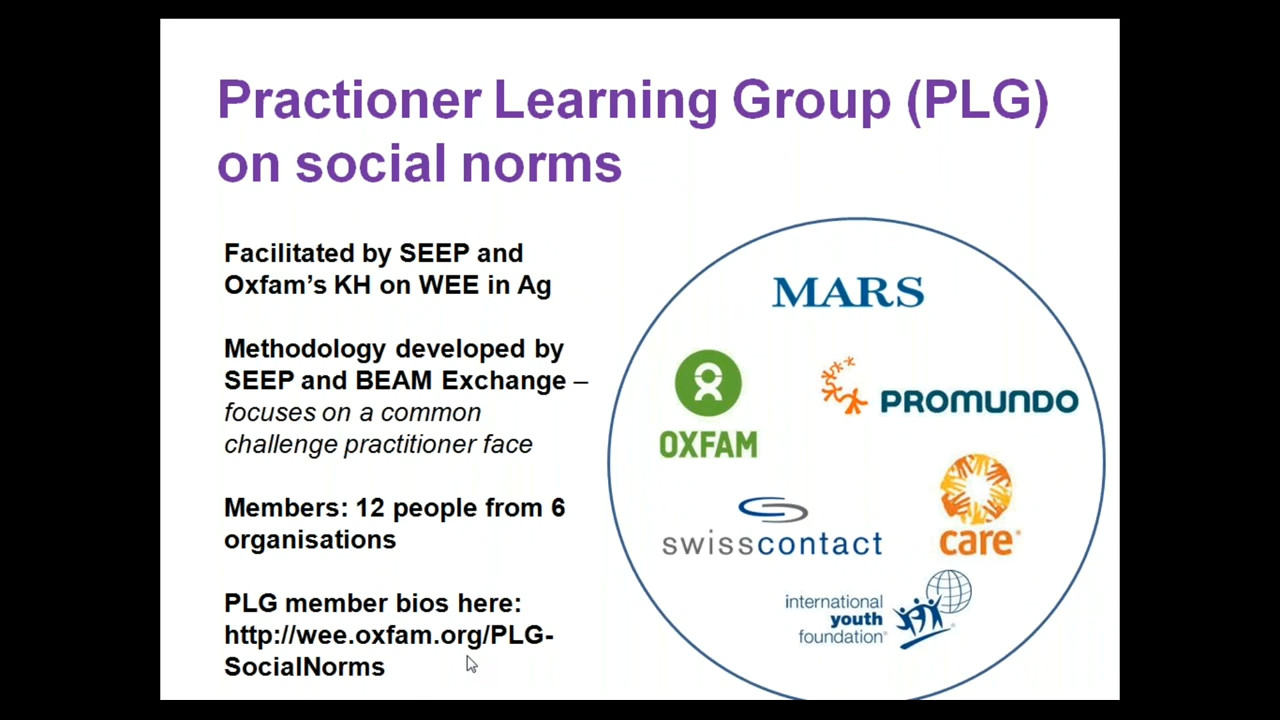 Practioner Learning Group (PLG)
on social norms
Facilitated by SEEP and
Oxfam's KH on WEE in Ag
Methodology developed by
SEEP and BEAM Exchange –
focuses on a common
challenge practitioner face
Members: 12 people from 6
organisations
PLG member bios here:
http://wee.oxfam.org/PLG-
SocialNorms
MARS
OXFAM
PROMUNDO
swisscontact
care®
international
youth
foundation®